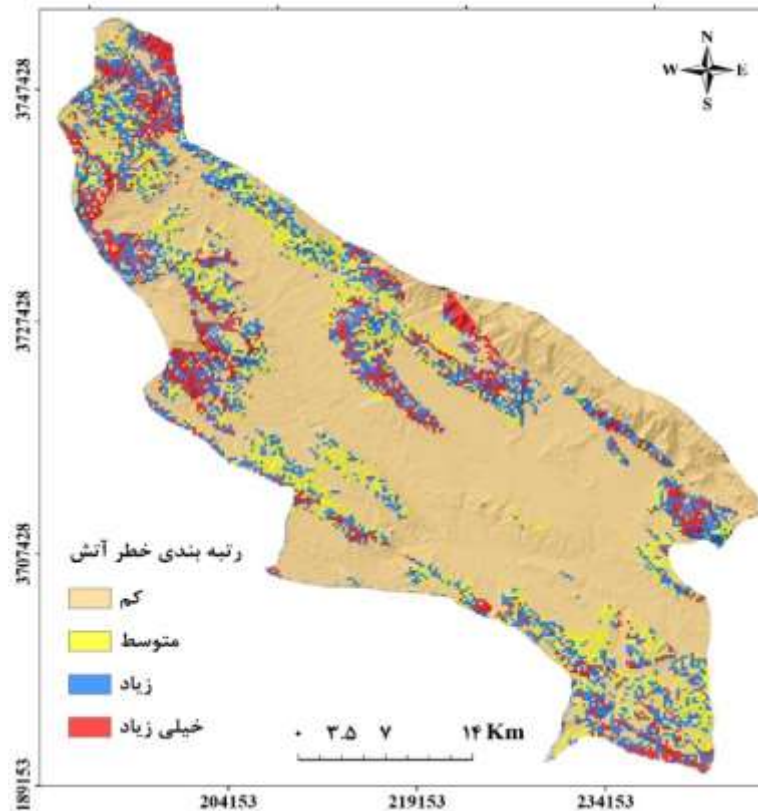 N
W E
S
3747428
3727428
3707428
رتبه بندی خطر آتش
کم
متوسط
زیاد
خیلی زیاد
۰ ۳.۵ ۷ ۱۴ Km
189153
204153 219153 234153